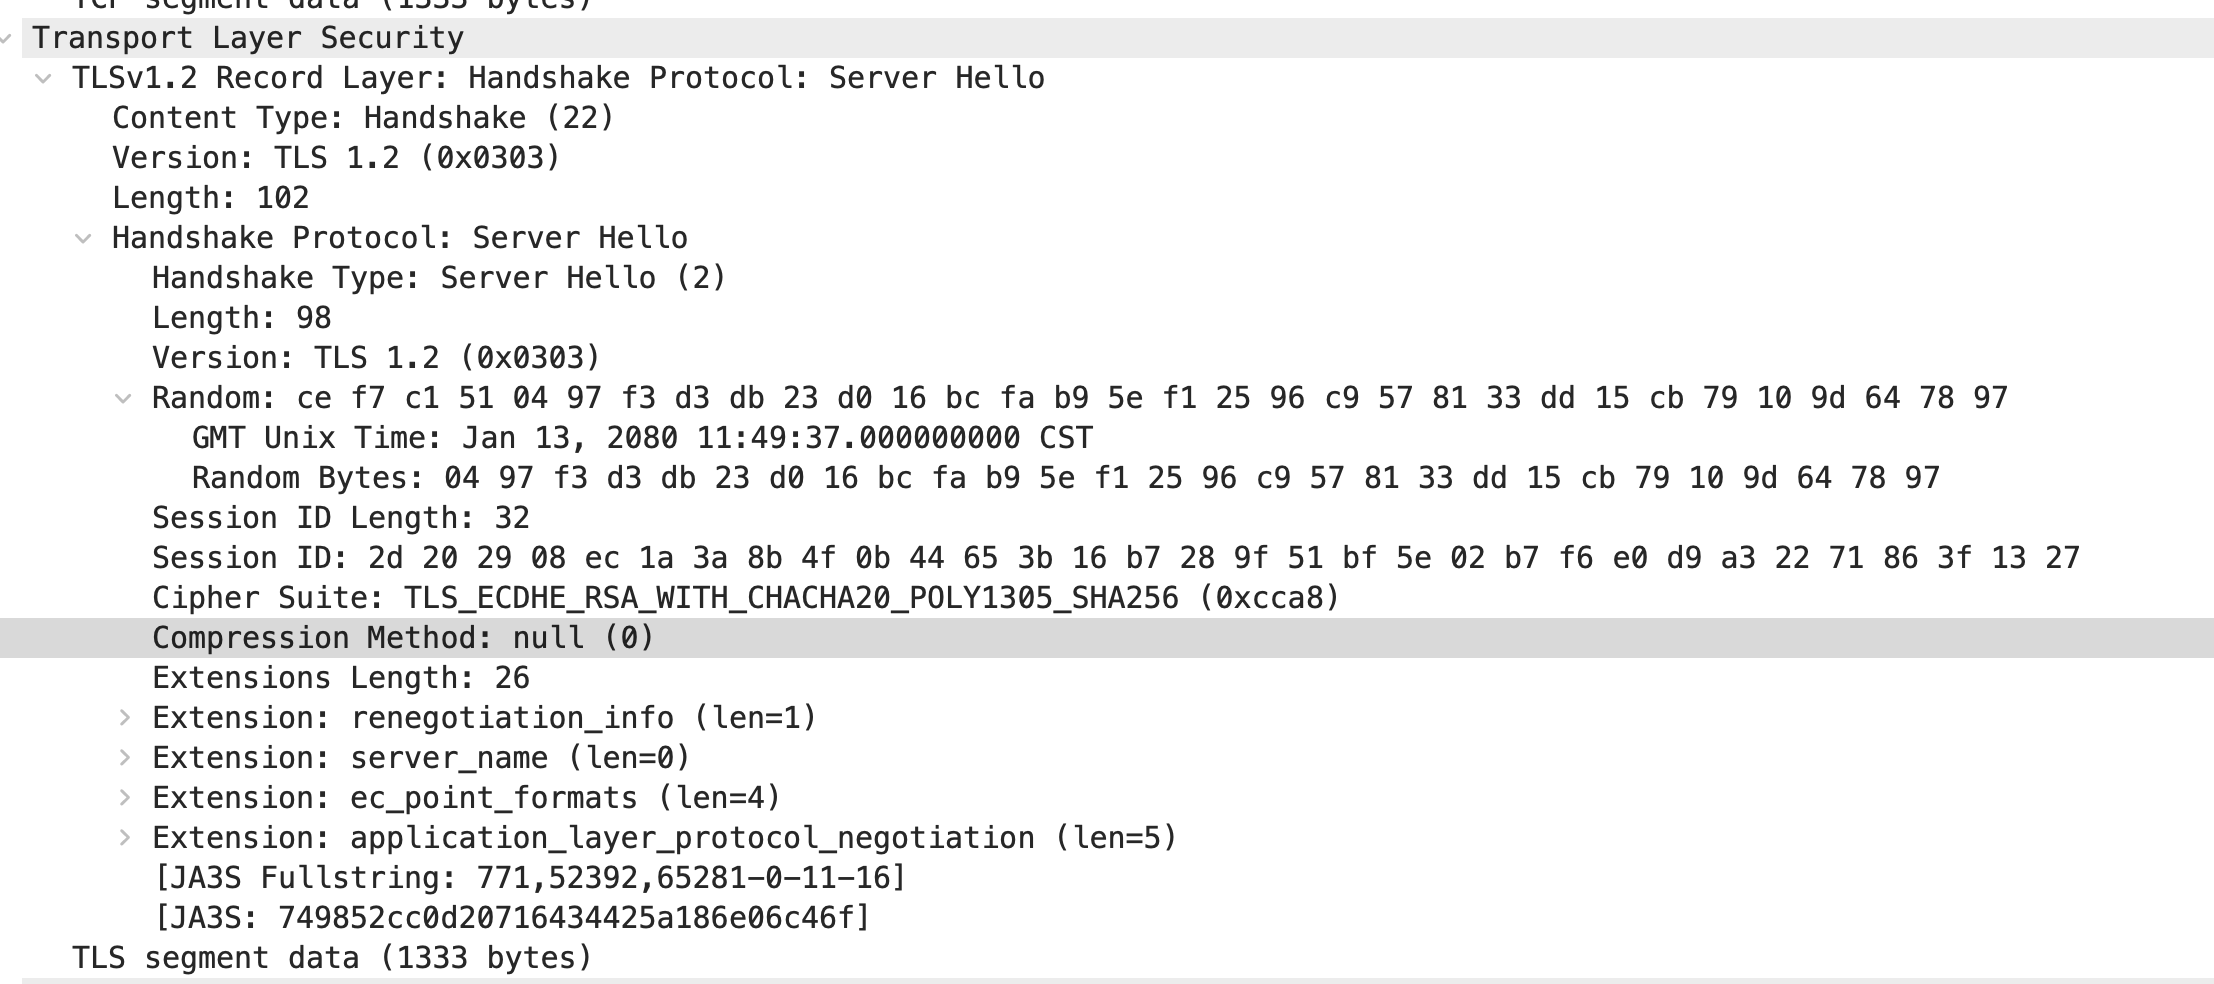 TCP segment data (1333 bytes)
Transport Layer Security
TLSv1.2 Record Layer: Handshake Protocol: Server Hello
Content Type: Handshake (22)
Version: TLS 1.2 (0x0303)
Length: 102
Handshake Protocol: Server Hello
Handshake Type: Server Hello (2)
Length: 98
Version: TLS 1.2 (0x0303)
Random: ce f7 c1 51 04 97 f3 d3 db 23 d0 16 bc fa b9 5e f1 25 96 c9 57 81 33 dd 15 cb 79 10 9d 64 78 97
GMT Unix Time: Jan 13, 2080 11:49:37.000000000 CST
Random Bytes: 04 97 f3 d3 db 23 d0 16 bc fa b9 5e f1 25 96 c9 57 81 33 dd 15 cb 79 10 9d 64 78 97
Session ID Length: 32
Session ID: 2d 20 29 08 ec 1a 3a 8b 4f 0b 44 65 3b 16 b7 28 9f 51 bf 5e 02 b7 f6 e0 d9 a3 22 71 86 3f 13 27
Cipher Suite: TLS_ECDHE_RSA_WITH_CHACHA20_POLY1305_SHA256 (0xcca8)
Compression Method: null (0)
Extensions Length: 26
Extension: renegotiation_info (len=1)
Extension: server_name (len=0)
Extension: ec_point_formats (len=4)
Extension: application_layer_protocol_negotiation (len=5)
[JA3S Fullstring: 771,52392,65281-0-11-16]
[JA3S: 749852cc0d20716434425a186e06c46f]
TLS segment data (1333 bytes)